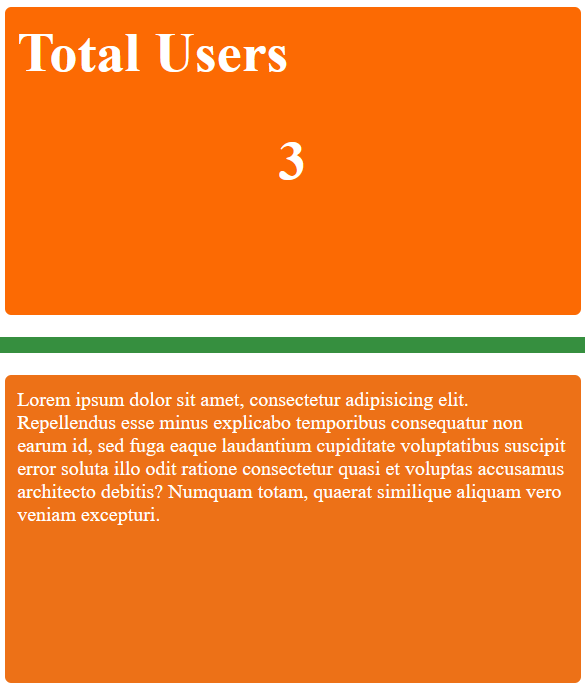 Total Users
3
Lorem ipsum dolor sit amet, consectetur adipisicing elit.
Repellendus esse minus explicabo temporibus consequatur non
earum id, sed fuga eaque laudantium cupiditate voluptatibus suscipit
error soluta illo odit ratione consectetur quasi et voluptas accusamus
architecto debitis? Numquam totam, quaerat similique aliquam vero
veniam excepturi.